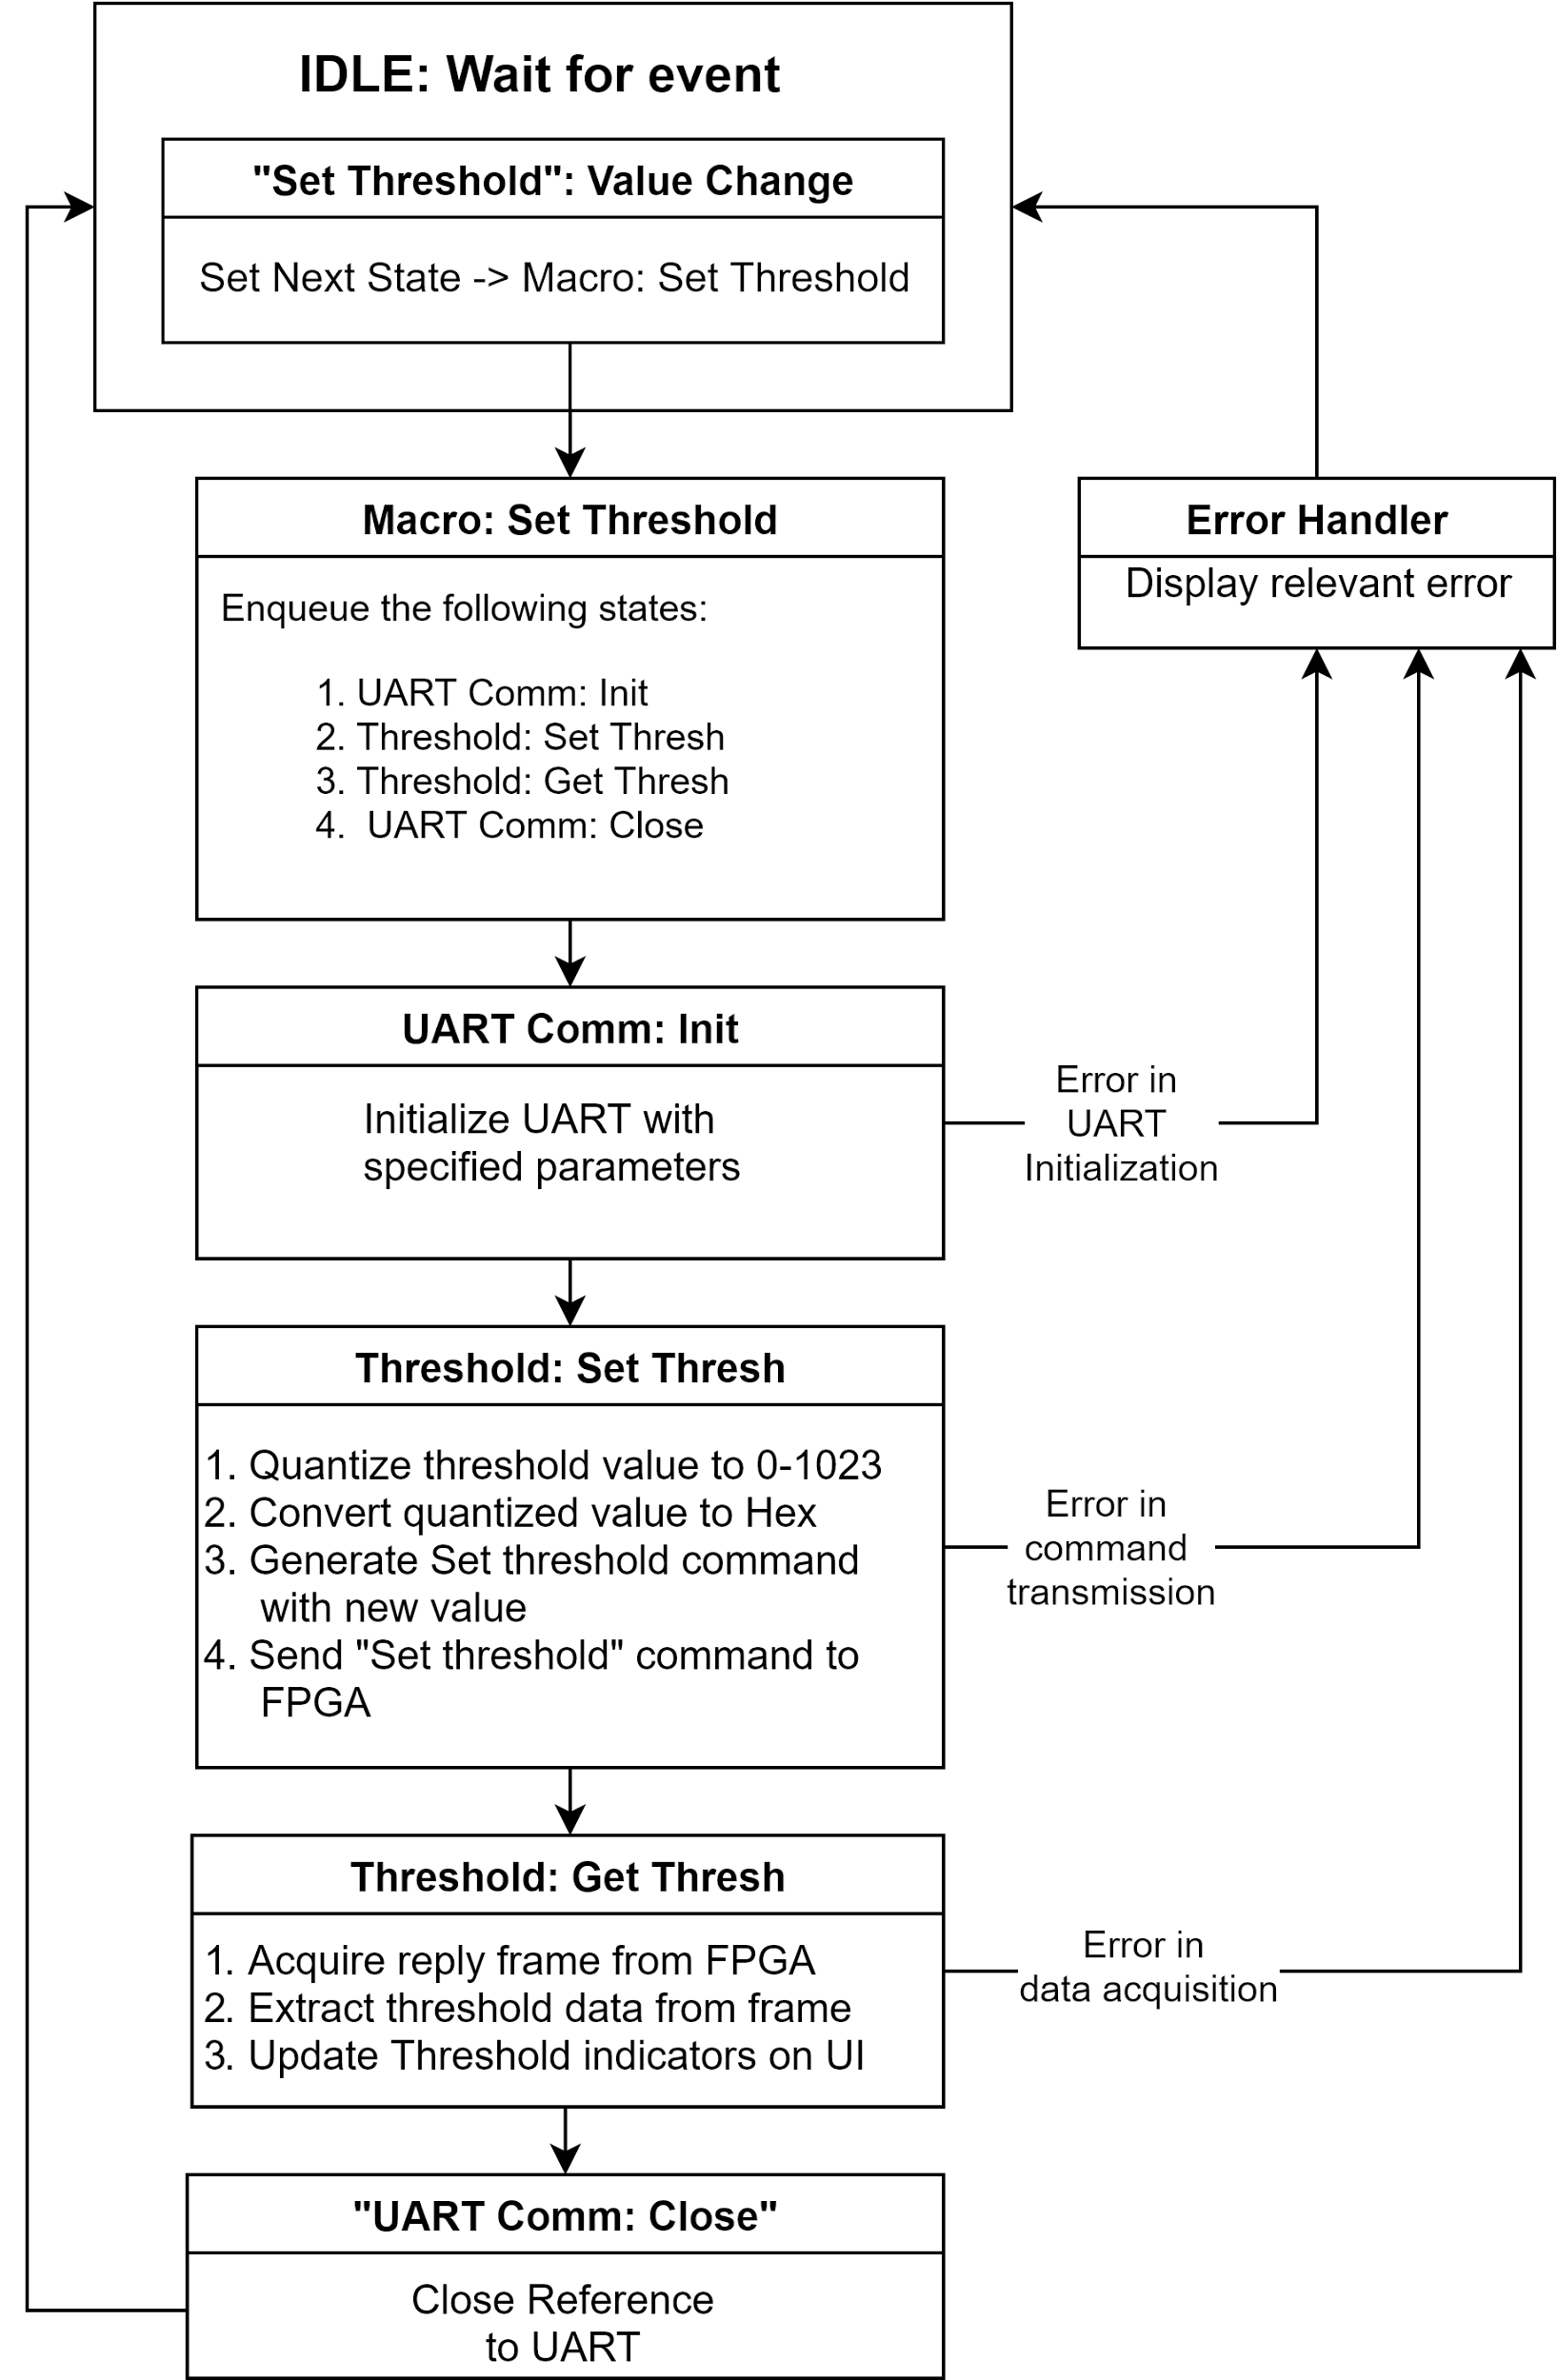 IDLE: Wait for event
"Set Threshold": Value Change
Set Next State -> Macro: Set Threshold
Macro: Set Threshold
Enqueue the following states:
1. UART Comm: Init
2. Threshold: Set Thresh
3. Threshold: Get Thresh
4.  UART Comm: Close
Error Handler
Display relevant error
UART Comm: Init
Initialize UART with
specified parameters
Error in
UART
Initialization
Threshold: Set Thresh
1. Quantize threshold value to 0-1023
2. Convert quantized value to Hex
3. Generate Set threshold command
with new value
4. Send "Set threshold" command to
FPGA
Error in
command
transmission
Threshold: Get Thresh
1. Acquire reply frame from FPGA
2. Extract threshold data from frame
3. Update Threshold indicators on UI
Error in
data acquisition
"UART Comm: Close"
Close Reference
to UART